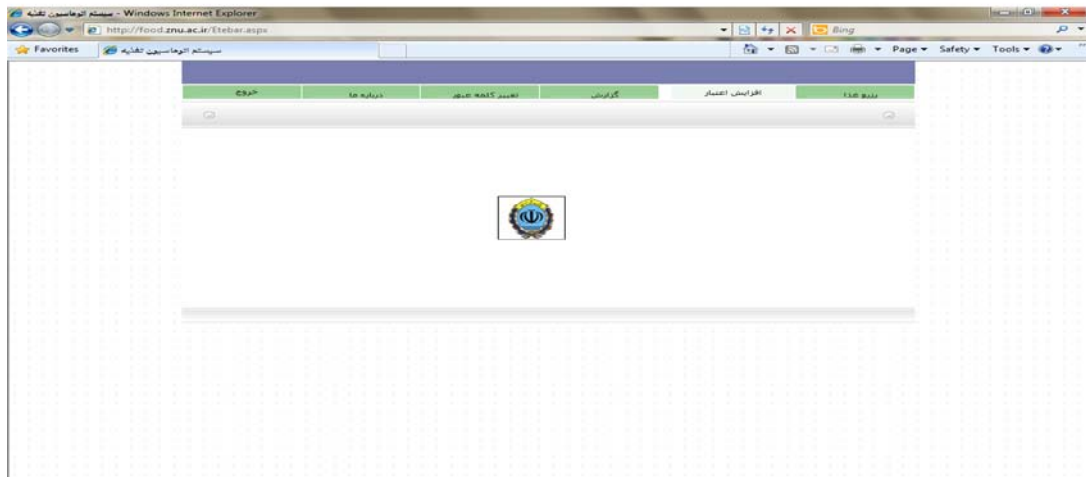 سیستم اتوماسیون تغذیه - Windows Internet Explorer
http://food.znu.ac.ir/Etebar.aspx
Bing
Favorites
سیستم اتوماسیون تغذیه
Page Safety Tools
رزرو غذا
افزایش اعتبار
گزارش
تغییر کلمه عبور
درباره ما
خروج